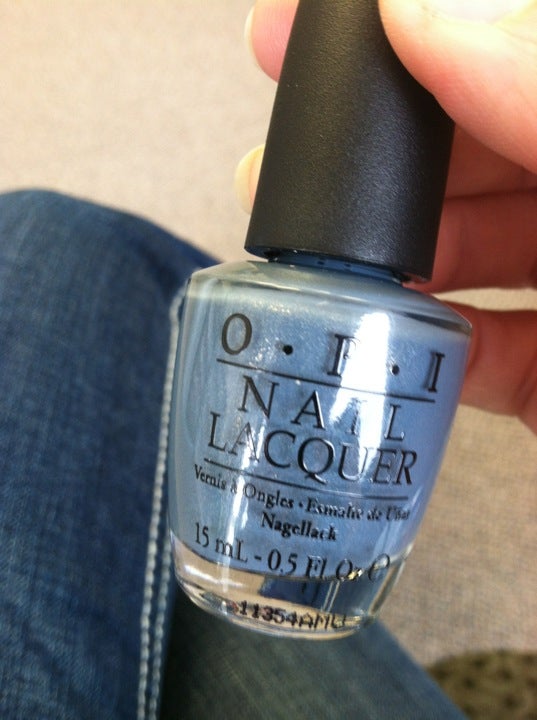 O·P·I
NAIL
LACQUER
Vernis à Ongles · Esmalte de Uñas
Nagellack
15 mL - 0.5 Fl. Oz. ℮